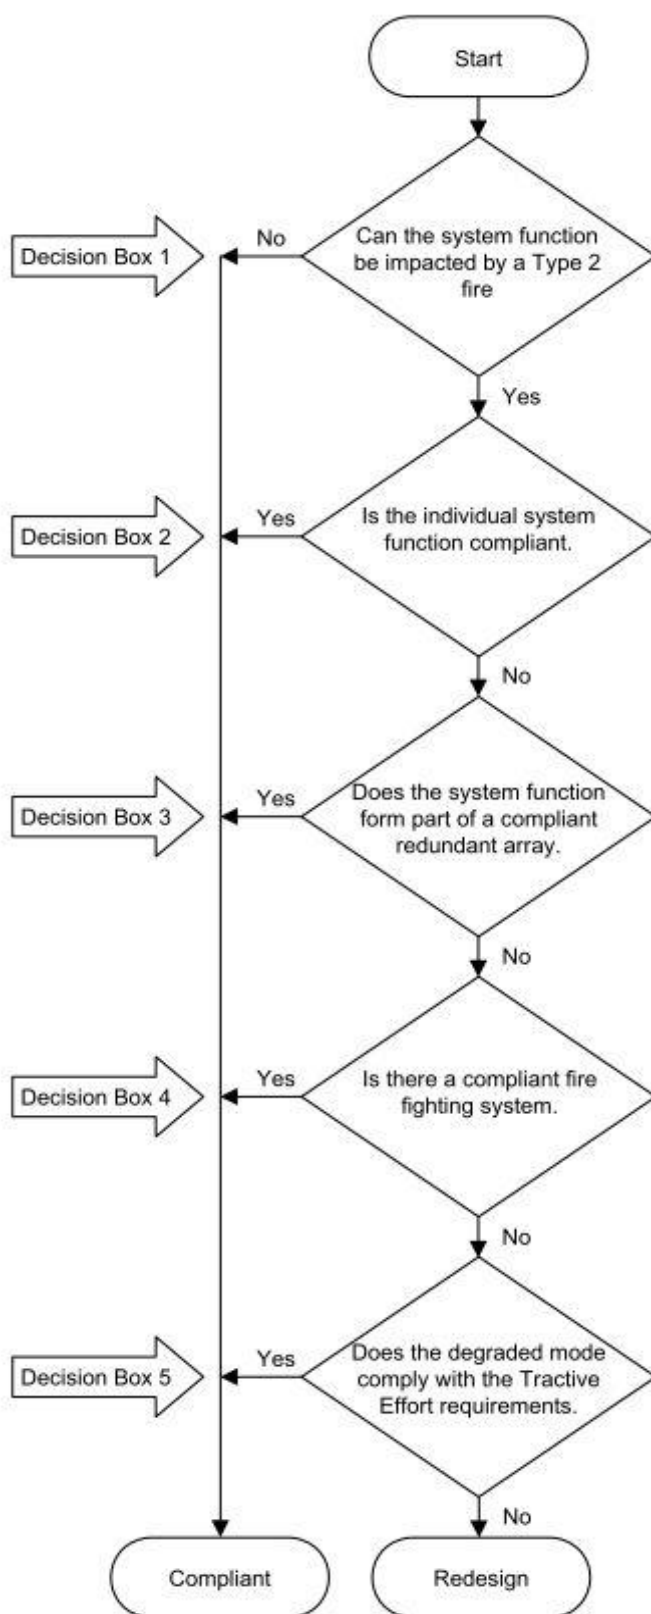 Start
Decision Box 1
No
Can the system function
be impacted by a Type 2
fire
Yes
Decision Box 2
Yes
Is the individual system
function compliant.
No
Decision Box 3
Yes
Does the system function
form part of a compliant
redundant array.
No
Decision Box 4
Yes
Is there a compliant fire
fighting system.
No
Decision Box 5
Yes
Does the degraded mode
comply with the Tractive
Effort requirements.
No
Compliant
Redesign